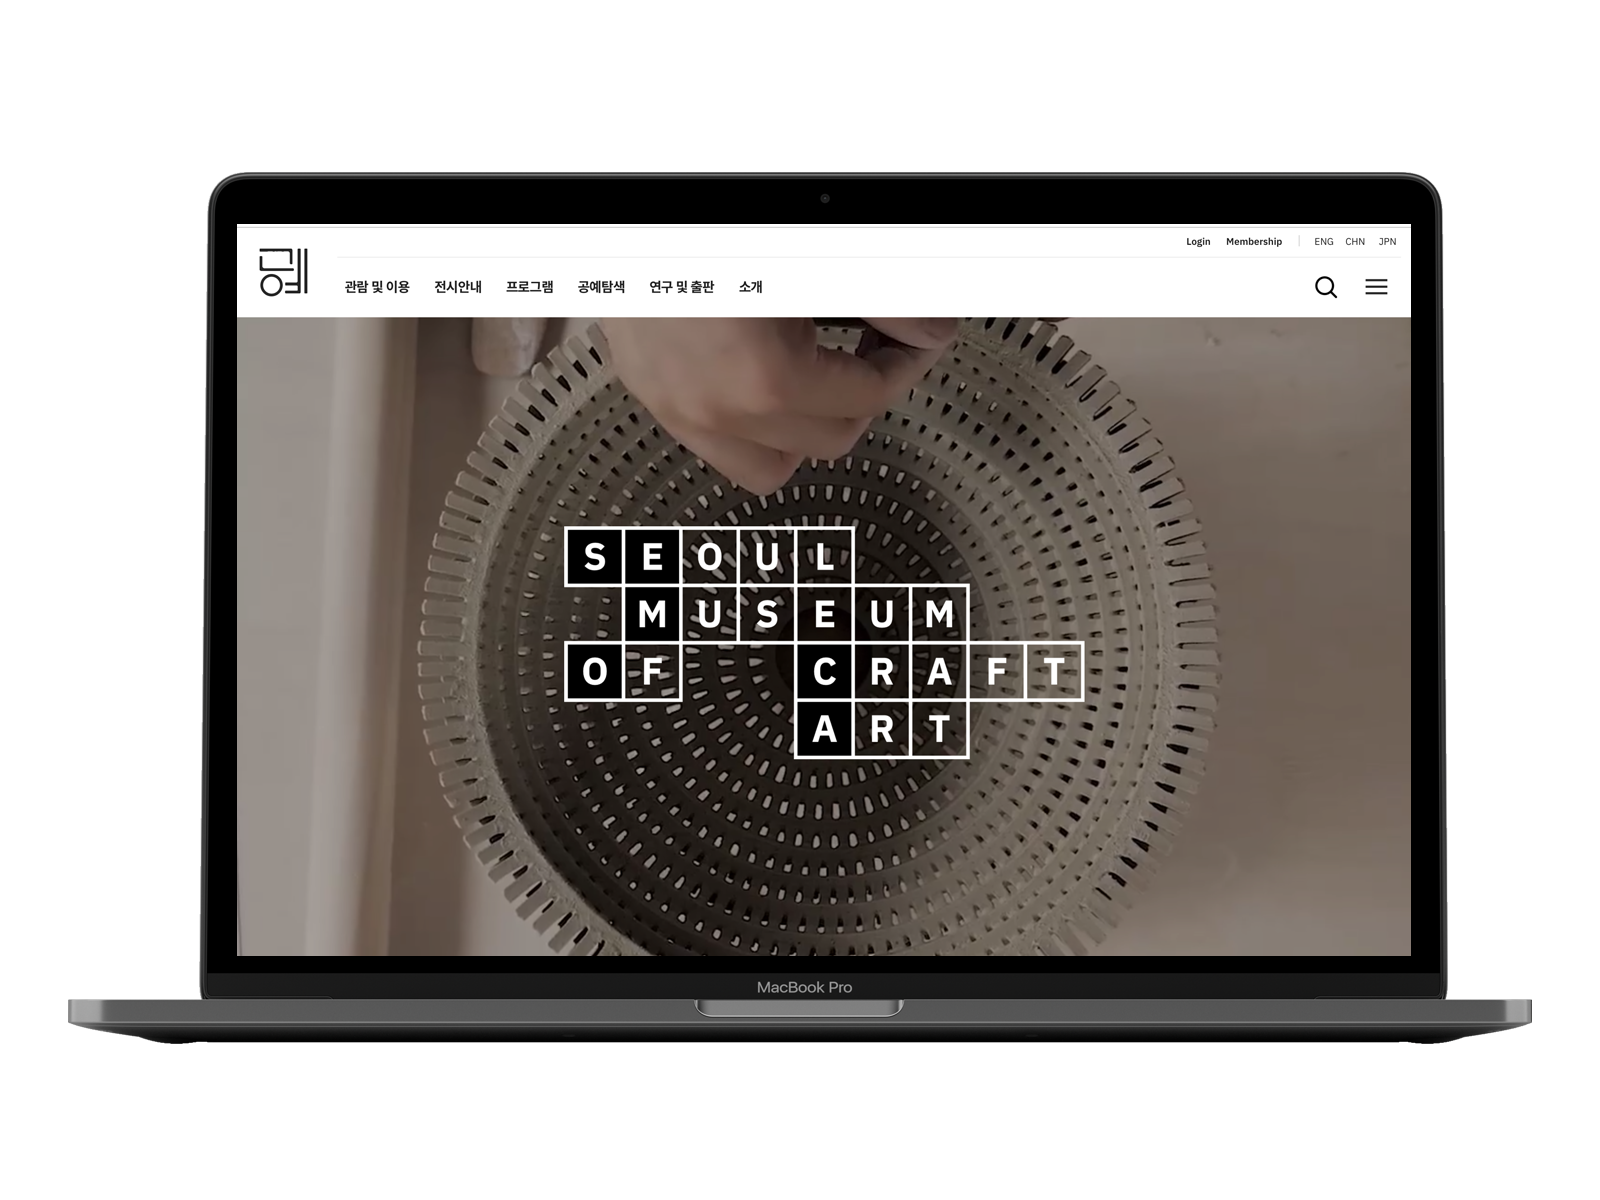 공예
Login Membership ENG CHN JPN
관람 및 이용 전시안내 프로그램 공예탐색 연구 및 출판 소개
SEOUL
MUSEUM
OF CRAFT
ART
MacBook Pro